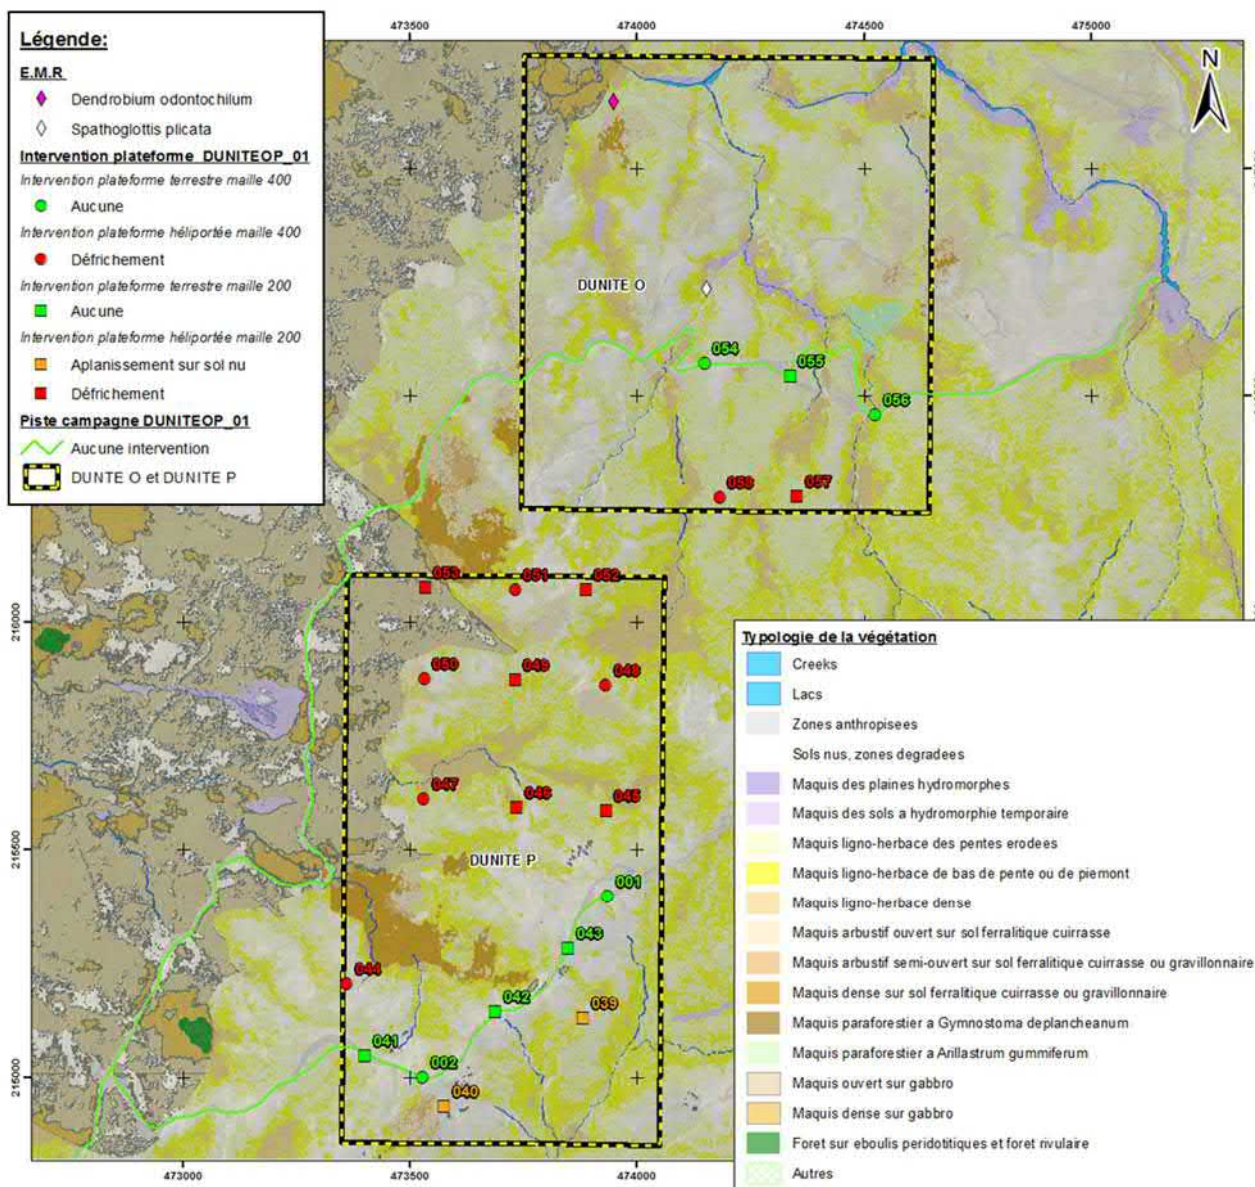 473500 474000 474500 475000
Légende:
E.M.R
Dendrobium odontochilum
Spathoglottis plicata
Intervention plateforme DUNITEOP_01
Intervention plateforme terrestre maille 400
Aucune
Intervention plateforme héliportée maille 400
Défrichement
Intervention plateforme terrestre maille 200
Aucune
Intervention plateforme héliportée maille 200
Aplanissement sur sol nu
Défrichement
Piste campagne DUNITEOP_01
Aucune intervention
DUNTE O et DUNITE P
N
DUNITE O
054
055
056
058 057
053 051 052
216000
050 049 048
047 046 045
215500
DUNITE P
001
043
044
042 039
041 002
215000
040
473000 473500 474000
Typologie de la végétation
Creeks
Lacs
Zones anthropisees
Sols nus, zones degradees
Maquis des plaines hydromorphes
Maquis des sols a hydromorphie temporaire
Maquis ligno-herbace des pentes erodees
Maquis ligno-herbace de bas de pente ou de piemont
Maquis ligno-herbace dense
Maquis arbustif ouvert sur sol ferralitique cuirasse
Maquis arbustif semi-ouvert sur sol ferralitique cuirasse ou gravillonnaire
Maquis dense sur sol ferralitique cuirasse ou gravillonnaire
Maquis paraforestier a Gymnostoma deplancheanum
Maquis paraforestier a Arillastrum gummiferum
Maquis ouvert sur gabbro
Maquis dense sur gabbro
Foret sur eboulis peridotitiques et foret rivulaire
Autres